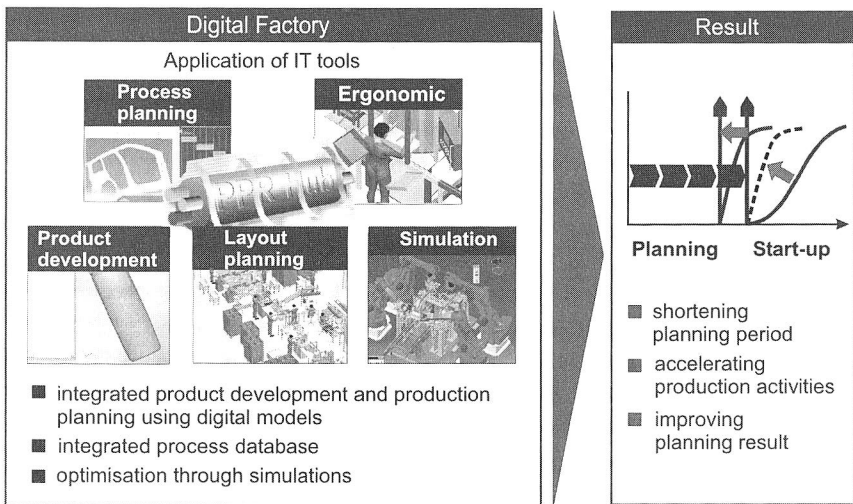 Digital Factory
Application of IT tools
Process
planning
Ergonomic
Product
development
Layout
planning
Simulation
integrated product development and production
planning using digital models
integrated process database
optimisation through simulations
Result
Planning
Start-up
shortening
planning period
accelerating
production activities
improving
planning result